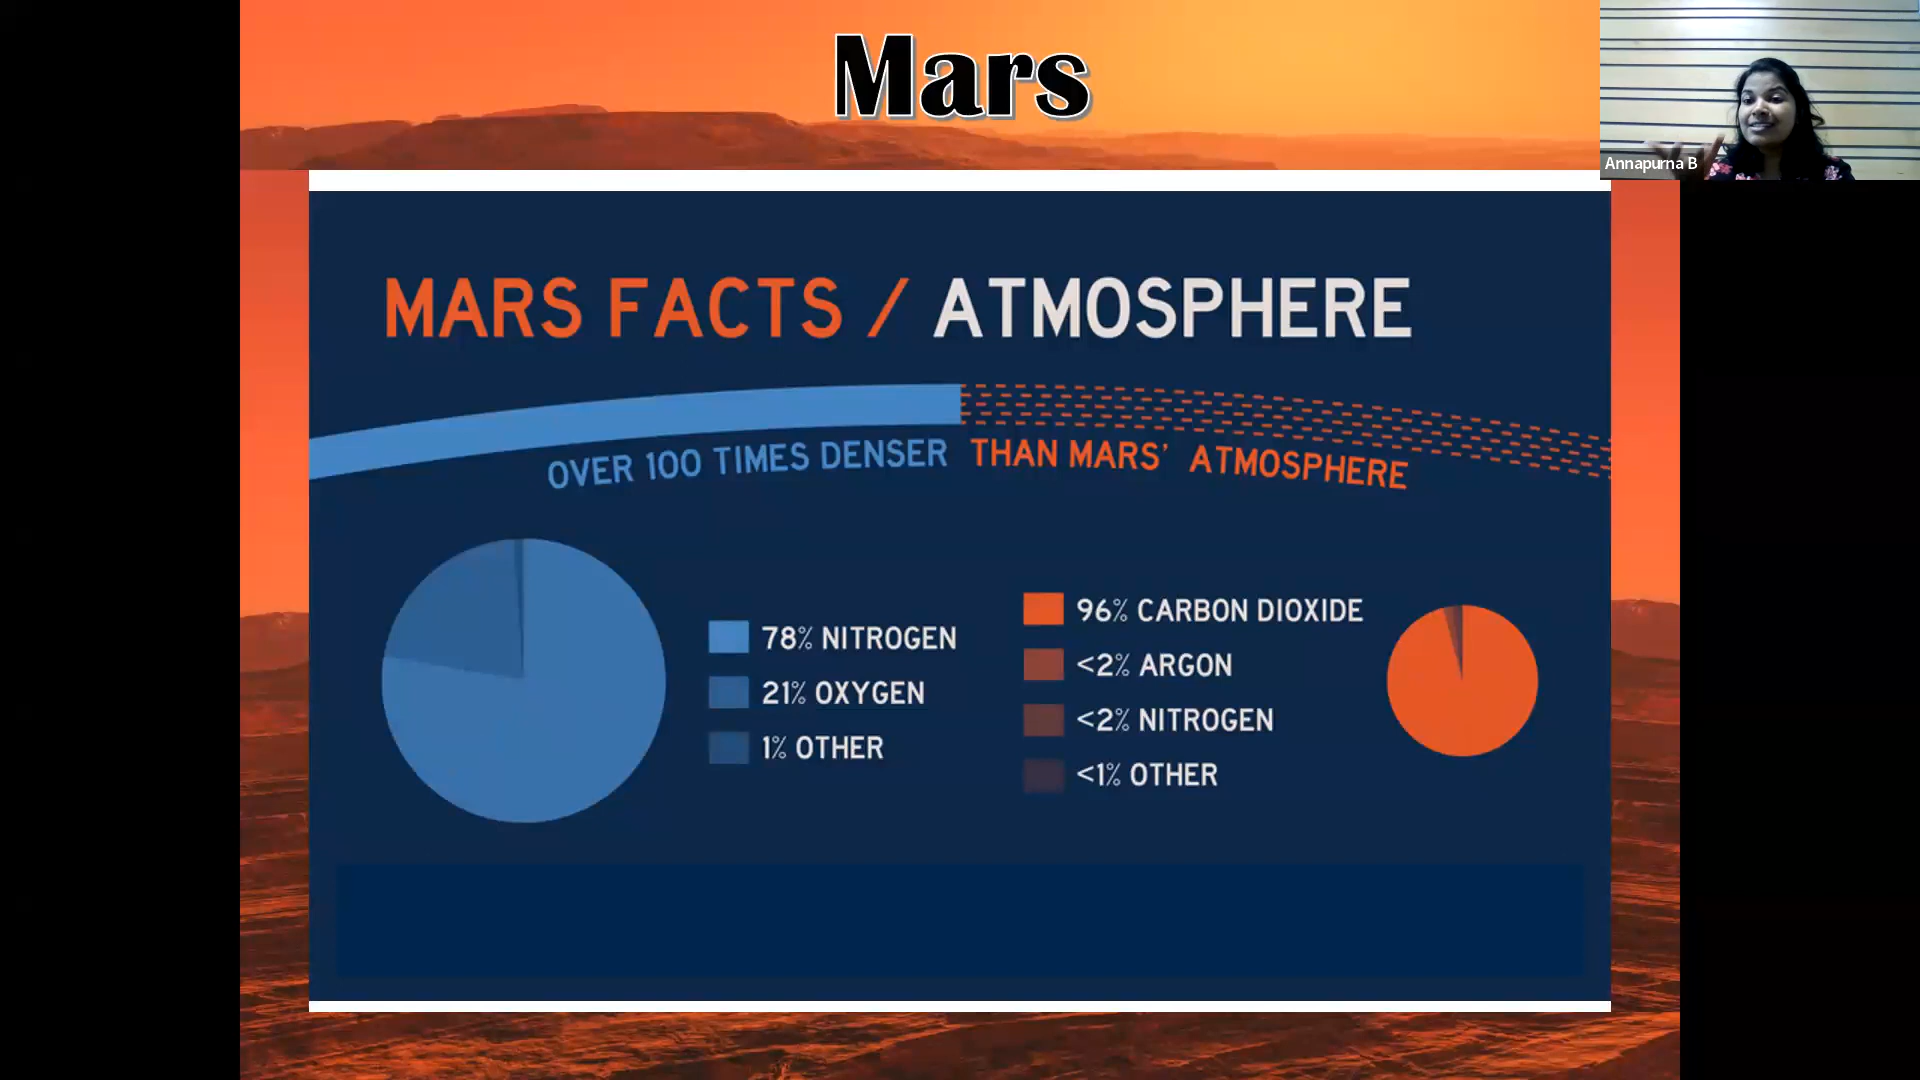 Mars
Annapurna B
MARS FACTS / ATMOSPHERE
OVER 100 TIMES DENSER THAN MARS' ATMOSPHERE
78% NITROGEN
21% OXYGEN
1% OTHER
96% CARBON DIOXIDE
<2% ARGON
<2% NITROGEN
<1% OTHER